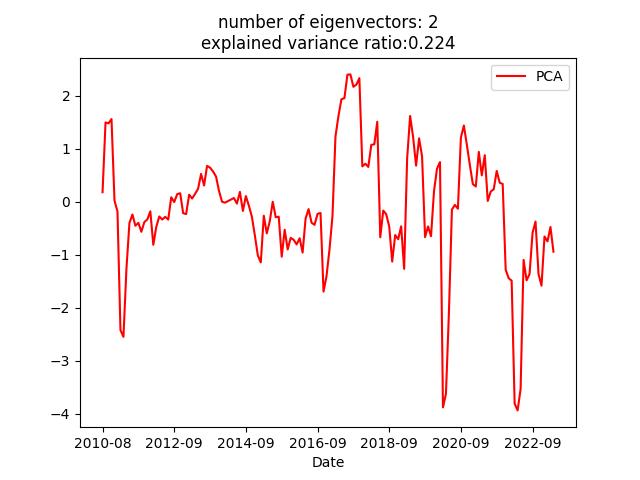 number of eigenvectors: 2
explained variance ratio:0.224
PCA
2
1
0
−1
−2
−3
−4
2010-08 2012-09 2014-09 2016-09 2018-09 2020-09 2022-09
Date